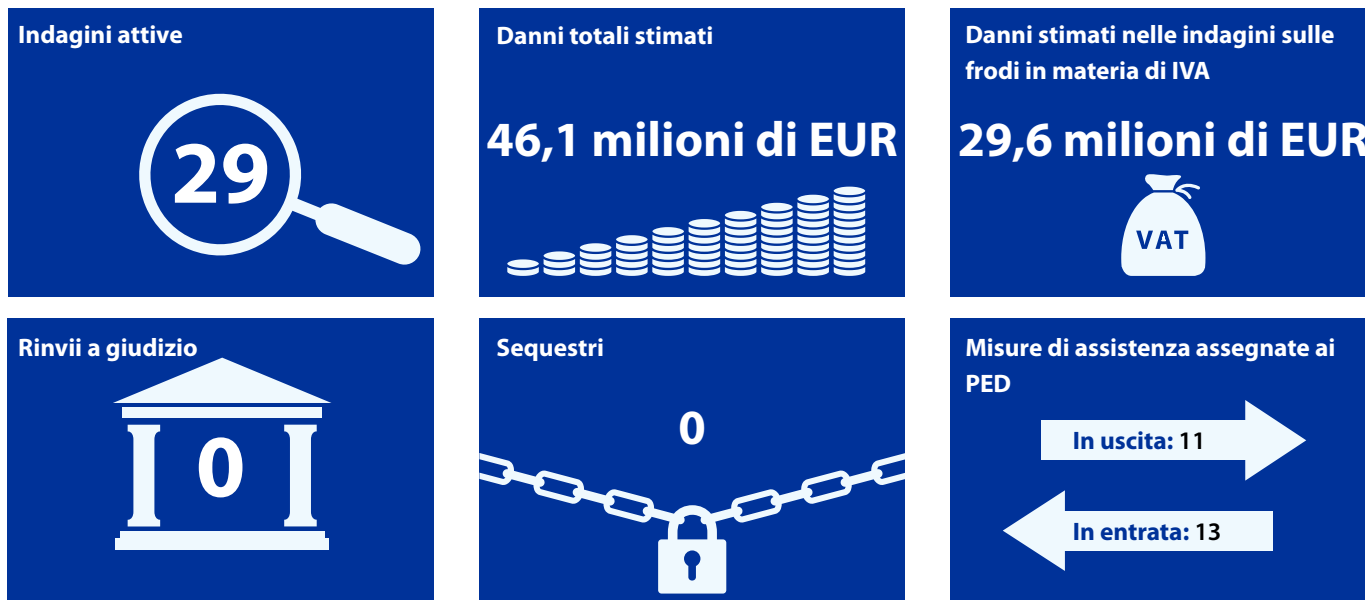 Indagini attive
29
Danni totali stimati
46,1 milioni di EUR
Danni stimati nelle indagini sulle
frodi in materia di IVA
29,6 milioni di EUR
VAT
Rinvii a giudizio
0
Sequestri
0
Misure di assistenza assegnate ai
PED
In uscita: 11
In entrata: 13